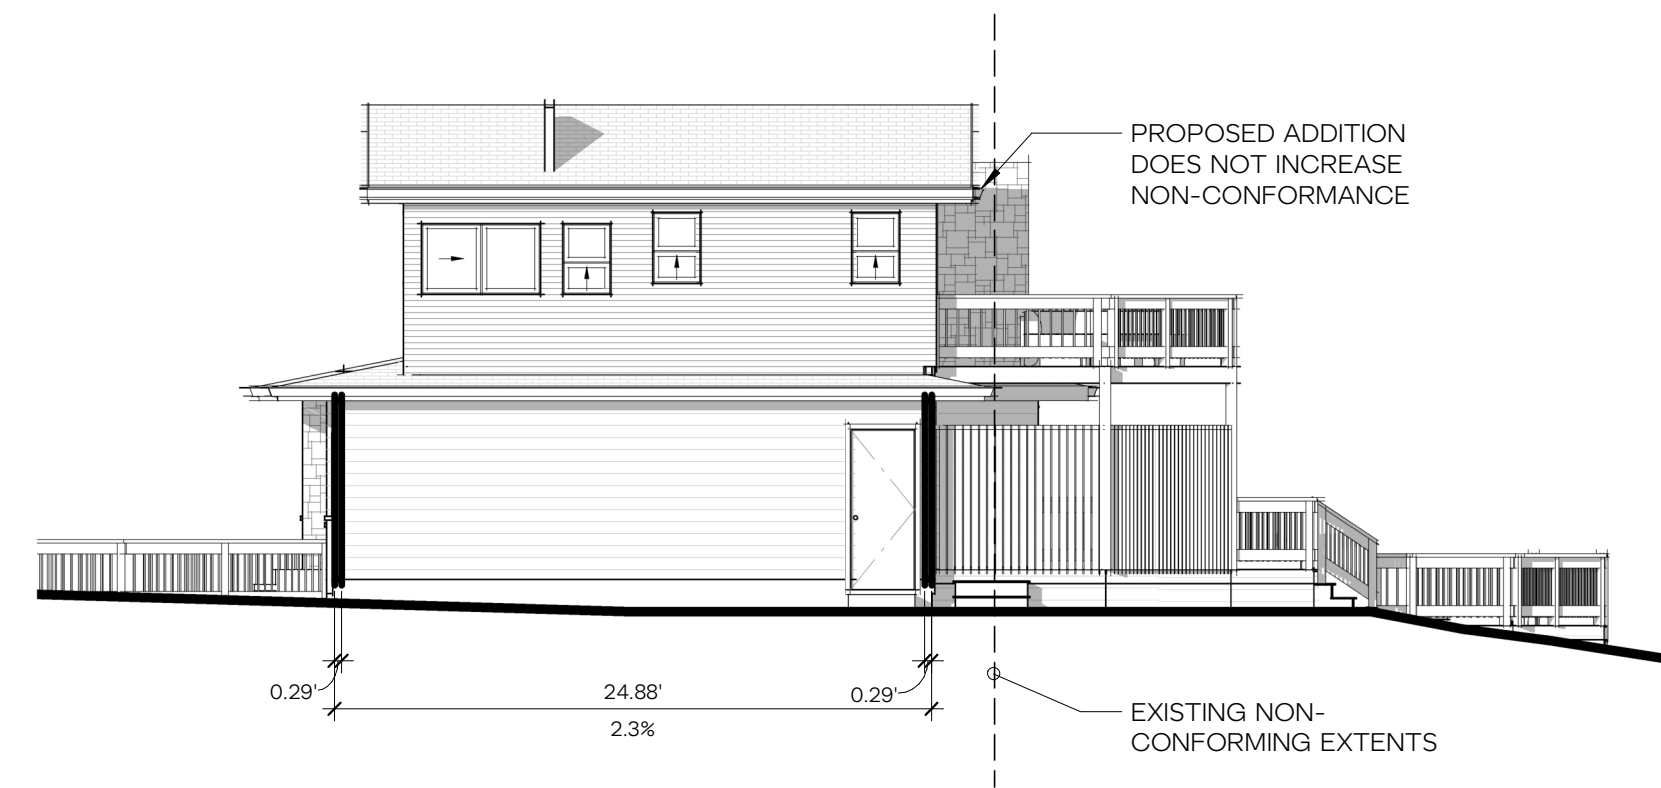 PROPOSED ADDITION
DOES NOT INCREASE
NON-CONFORMANCE
0.29'
24.88'
0.29'
2.3%
EXISTING NON-
CONFORMING EXTENTS